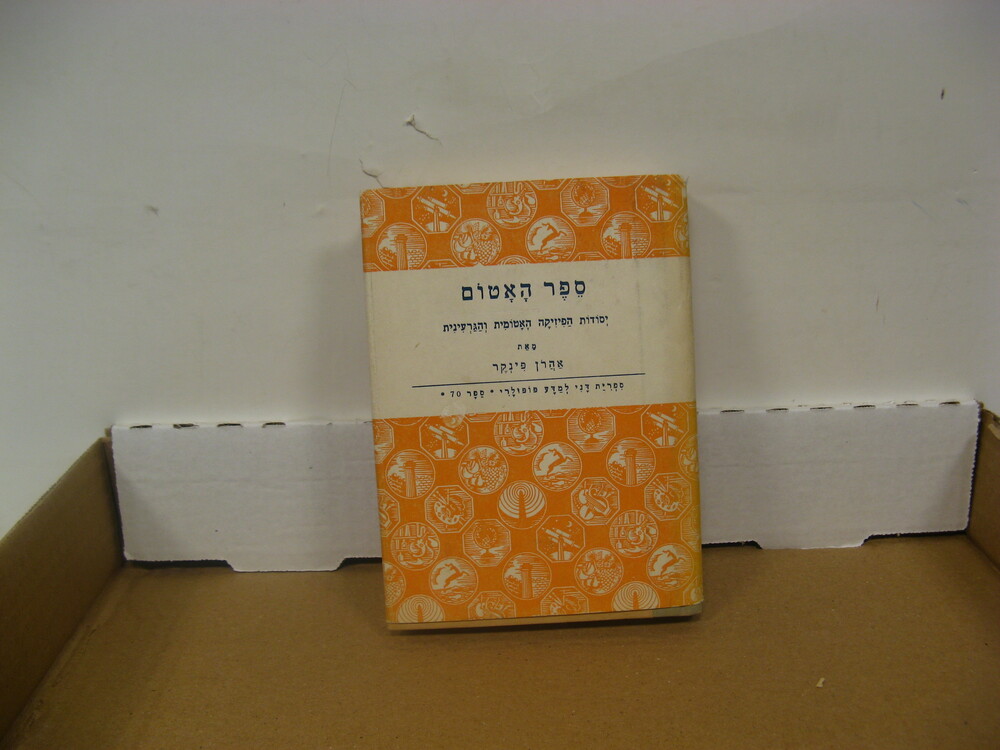 סֵפֶר הָאָטוֹם
יְסוֹדוֹת הַפִיזִיקָה הָאֲטוֹמִית וְהַגַּרְעִינִית
מֵאֵת
אַהֲרֹן פִּינְקֶר
סִפְרִיַת דָנִי לְמַדָּע פּוֹפּוּלָרִי * סֵפֶר 70 *